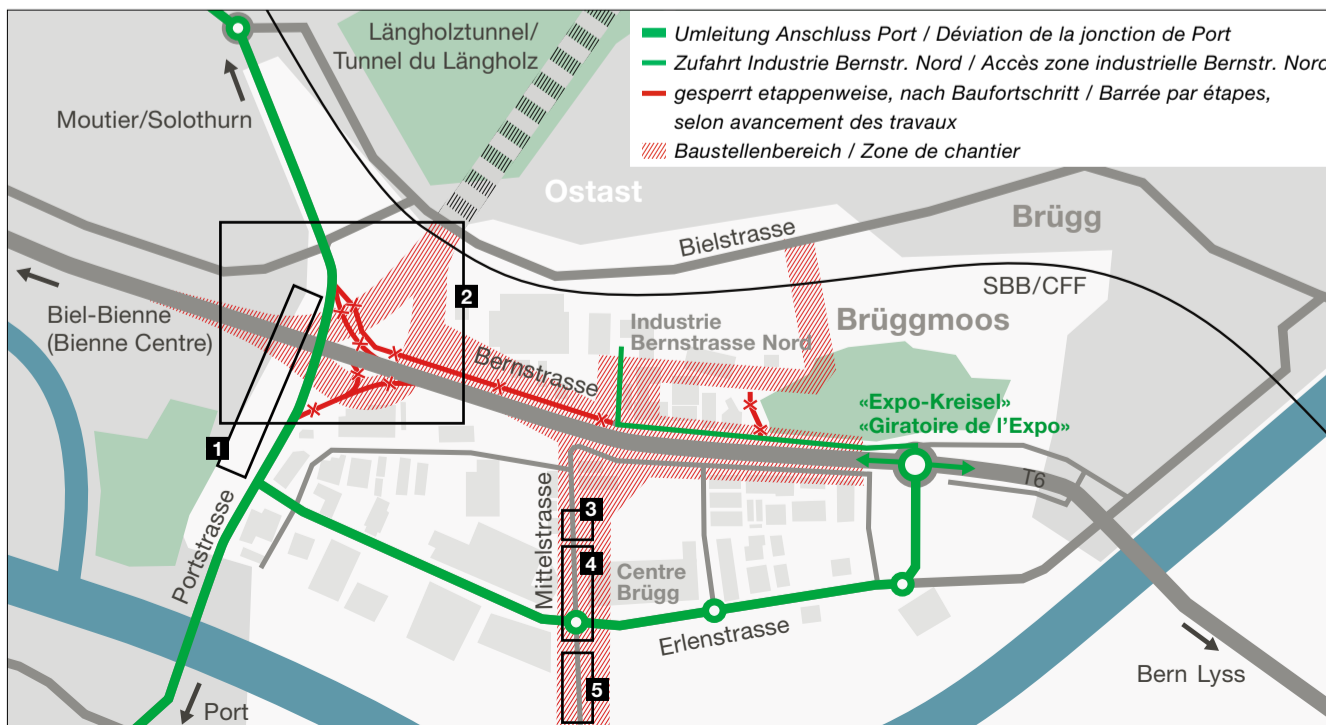 Längholztunnel/
Tunnel du Längholz
Umleitung Anschluss Port / Déviation de la jonction de Port
Zufahrt Industrie Bernstr. Nord / Accès zone industrielle Bernstr. Nord
gesperrt etappenweise, nach Baufortschritt / Barrée par étapes,
selon avancement des travaux
Baustellenbereich / Zone de chantier
Moutier/Solothurn
Ostast
Brügg
Bielstrasse
SBB/CFF
2
Biel-Bienne
(Bienne Centre)
Industrie
Bernstrasse Nord
Brüggmoos
Bernstrasse
«Expo-Kreisel»
«Giratoire de l'Expo»
1
T6
Portstrasse
Mittelstrasse
3
4
Centre
Brügg
Erlenstrasse
5
Bern Lyss
Port